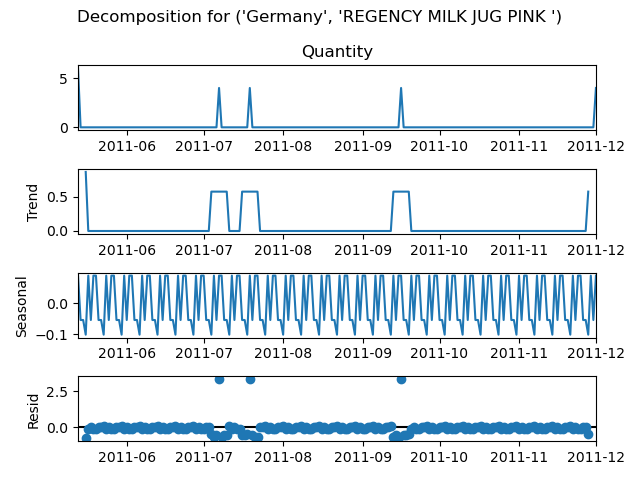 Decomposition for ('Germany', 'REGENCY MILK JUG PINK ')
Quantity
5
0
2011-06 2011-07 2011-08 2011-09 2011-10 2011-11 2011-12
Trend
0.5
0.0
2011-06 2011-07 2011-08 2011-09 2011-10 2011-11 2011-12
Seasonal
0.0
−0.1
2011-06 2011-07 2011-08 2011-09 2011-10 2011-11 2011-12
Resid
2.5
0.0
2011-06 2011-07 2011-08 2011-09 2011-10 2011-11 2011-12